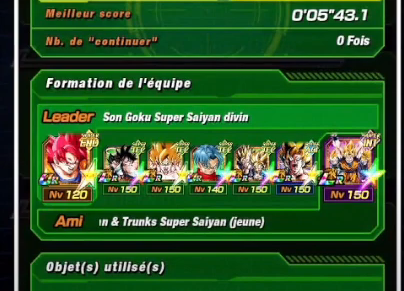 Meilleur score 0'05"43.1
Nb. de "continuer" 0 Fois
Formation de l'équipe
Leader Son Goku Super Saiyan divin
Nv 120 Nv 150 Nv 150 Nv 140 Nv 150 Nv 150 Nv 150
Ami n & Trunks Super Saiyan (jeune)
Objet(s) utilisé(s)